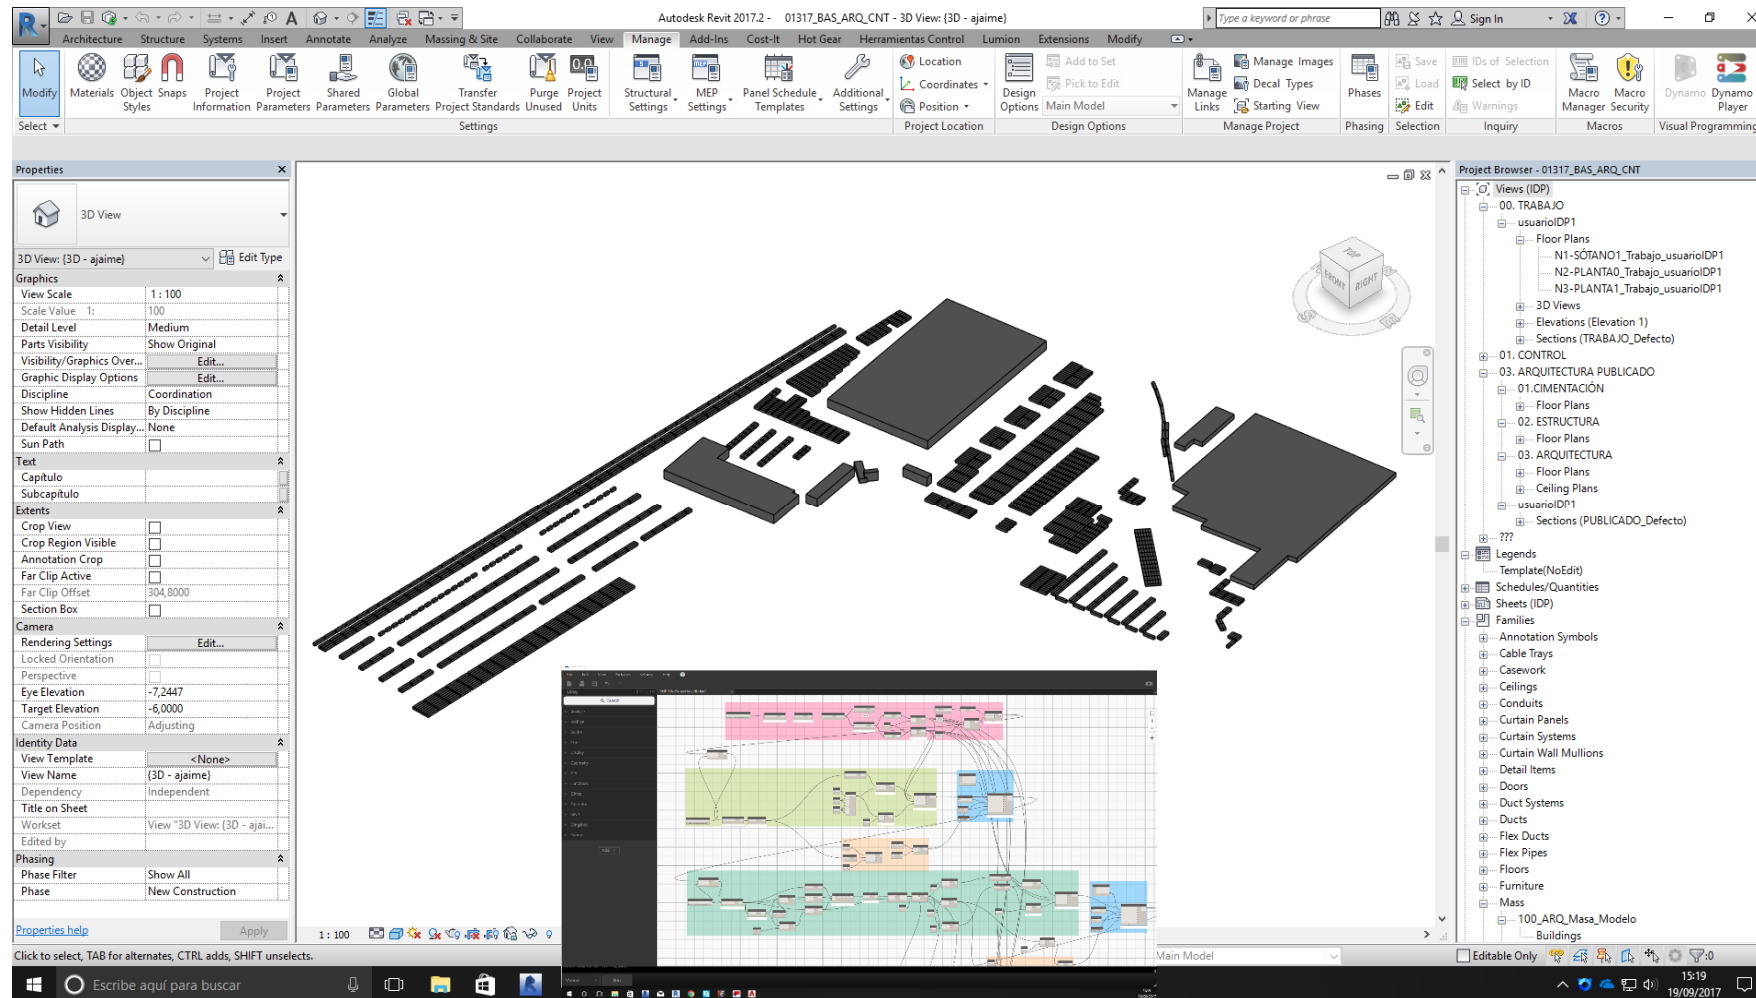 Autodesk Revit 2017.2 - 01317_BAS_ARQ_CNT - 3D View: {3D - ajaime}
Type a keyword or phrase
Sign In
Architecture Structure Systems Insert Annotate Analyze Massing & Site Collaborate View Manage Add-Ins Cost-It Hot Gear Herramientas Control Lumion Extensions Modify
Modify
Materials
Object Styles
Snaps
Project Information
Project Parameters
Shared Parameters
Global Parameters
Transfer Project Standards
Purge Unused
Project Units
Structural Settings
MEP Settings
Panel Schedule Templates
Additional Settings
Location
Coordinates
Position
Design Options
Add to Set
Pick to Edit
Main Model
Manage Links
Manage Images
Decal Types
Starting View
Phases
Save
Load
Edit
IDs of Selection
Select by ID
Warnings
Macro Manager
Macro Security
Dynamo
Dynamo Player
Select
Settings
Project Location
Design Options
Manage Project
Phasing
Selection
Inquiry
Macros
Visual Programming
Properties
3D View
3D View: {3D - ajaime}
Edit Type
Graphics
View Scale 1 : 100
Scale Value 1: 100
Detail Level Medium
Parts Visibility Show Original
Visibility/Graphics Over... Edit...
Graphic Display Options Edit...
Discipline Coordination
Show Hidden Lines By Discipline
Default Analysis Display... None
Sun Path
Text
Capítulo
Subcapítulo
Extents
Crop View
Crop Region Visible
Annotation Crop
Far Clip Active
Far Clip Offset 304,8000
Section Box
Camera
Rendering Settings Edit...
Locked Orientation
Perspective
Eye Elevation -7,2447
Target Elevation -6,0000
Camera Position Adjusting
Identity Data
View Template <None>
View Name {3D - ajaime}
Dependency Independent
Title on Sheet
Workset View "3D View: {3D - ajai...
Edited by
Phasing
Phase Filter Show All
Phase New Construction
Properties help
Apply
TOP
FRONT
RIGHT
1 : 100
Project Browser - 01317_BAS_ARQ_CNT
Views (IDP)
00. TRABAJO
usuarioIDP1
Floor Plans
N1-SÓTANO1_Trabajo_usuarioIDP1
N2-PLANTA0_Trabajo_usuarioIDP1
N3-PLANTA1_Trabajo_usuarioIDP1
3D Views
Elevations (Elevation 1)
Sections (TRABAJO_Defecto)
01. CONTROL
03. ARQUITECTURA PUBLICADO
01.CIMENTACIÓN
Floor Plans
02. ESTRUCTURA
Floor Plans
03. ARQUITECTURA
Floor Plans
Ceiling Plans
usuarioIDP1
Sections (PUBLICADO_Defecto)
???
Legends
Template(NoEdit)
Schedules/Quantities
Sheets (IDP)
Families
Annotation Symbols
Cable Trays
Casework
Ceilings
Conduits
Curtain Panels
Curtain Systems
Curtain Wall Mullions
Detail Items
Doors
Duct Systems
Ducts
Flex Ducts
Flex Pipes
Floors
Furniture
Mass
100_ARQ_Masa_Modelo
Buildings
Click to select, TAB for alternates, CTRL adds, SHIFT unselects.
Main Model
Editable Only
:0
Escribe aquí para buscar
15:19
19/09/2017